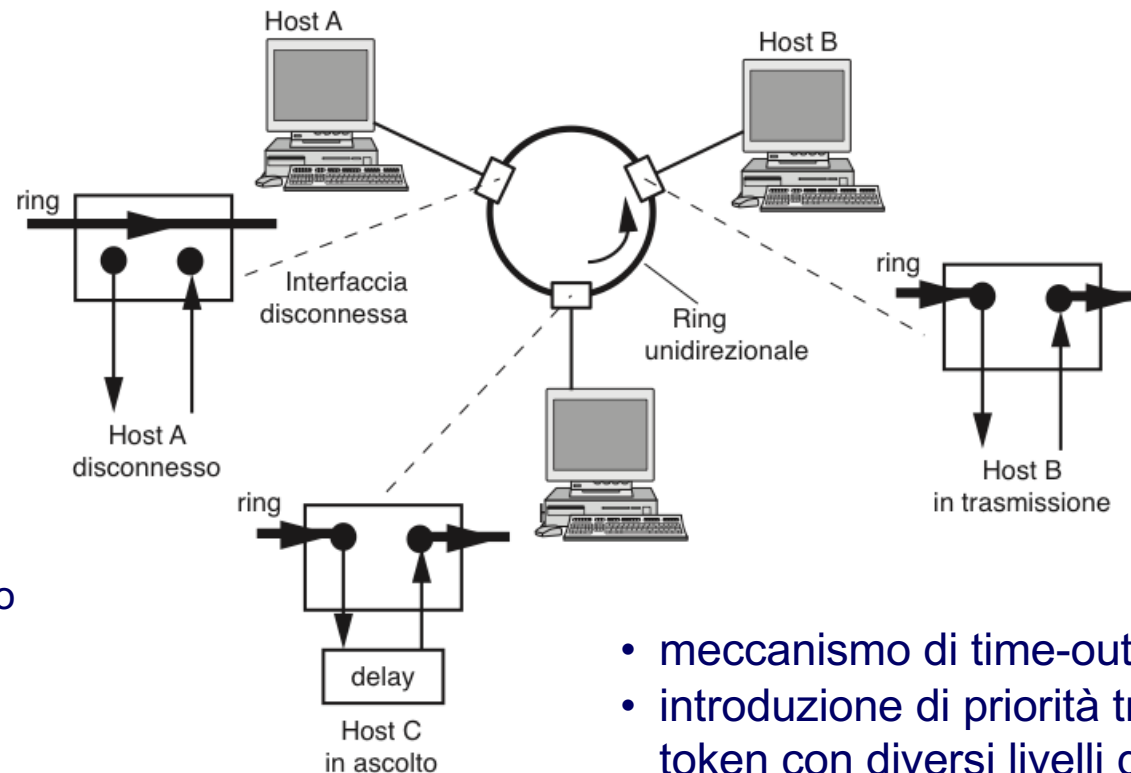 Host A
Host B
ring
Interfaccia
disconnessa
Ring
unidirezionale
ring
Host A
disconnesso
Host B
in trasmissione
ring
delay
Host C
in ascolto
o
• meccanismo di time-out
• introduzione di priorità tr
token con diversi livelli